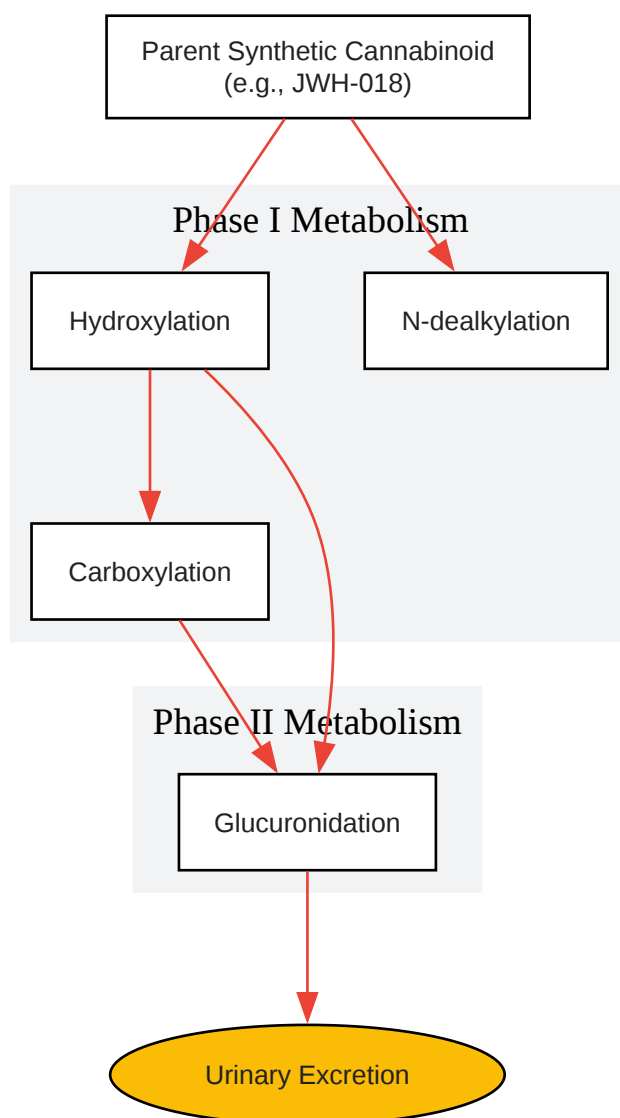 Parent Synthetic Cannabinoid
(e.g., JWH-018)
Phase I Metabolism
Hydroxylation
N-dealkylation
Carboxylation
Phase II Metabolism
Glucuronidation
Urinary Excretion